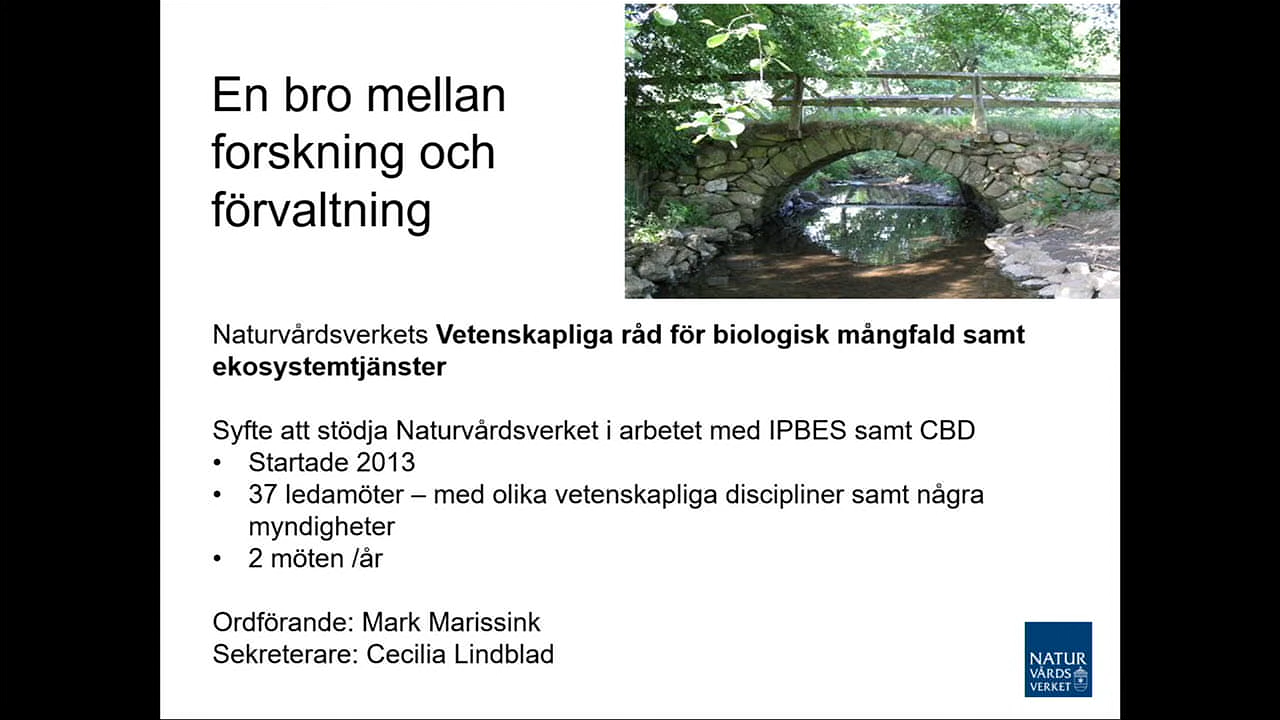 En bro mellan
forskning och
förvaltning
Naturvårdsverkets Vetenskapliga råd för biologisk mångfald samt
ekosystemtjänster
Syfte att stödja Naturvårdsverket i arbetet med IPBES samt CBD
• Startade 2013
• 37 ledamöter – med olika vetenskapliga discipliner samt några
myndigheter
• 2 möten /år
Ordförande: Mark Marissink
Sekreterare: Cecilia Lindblad
NATUR
VÅRDS
VERKET